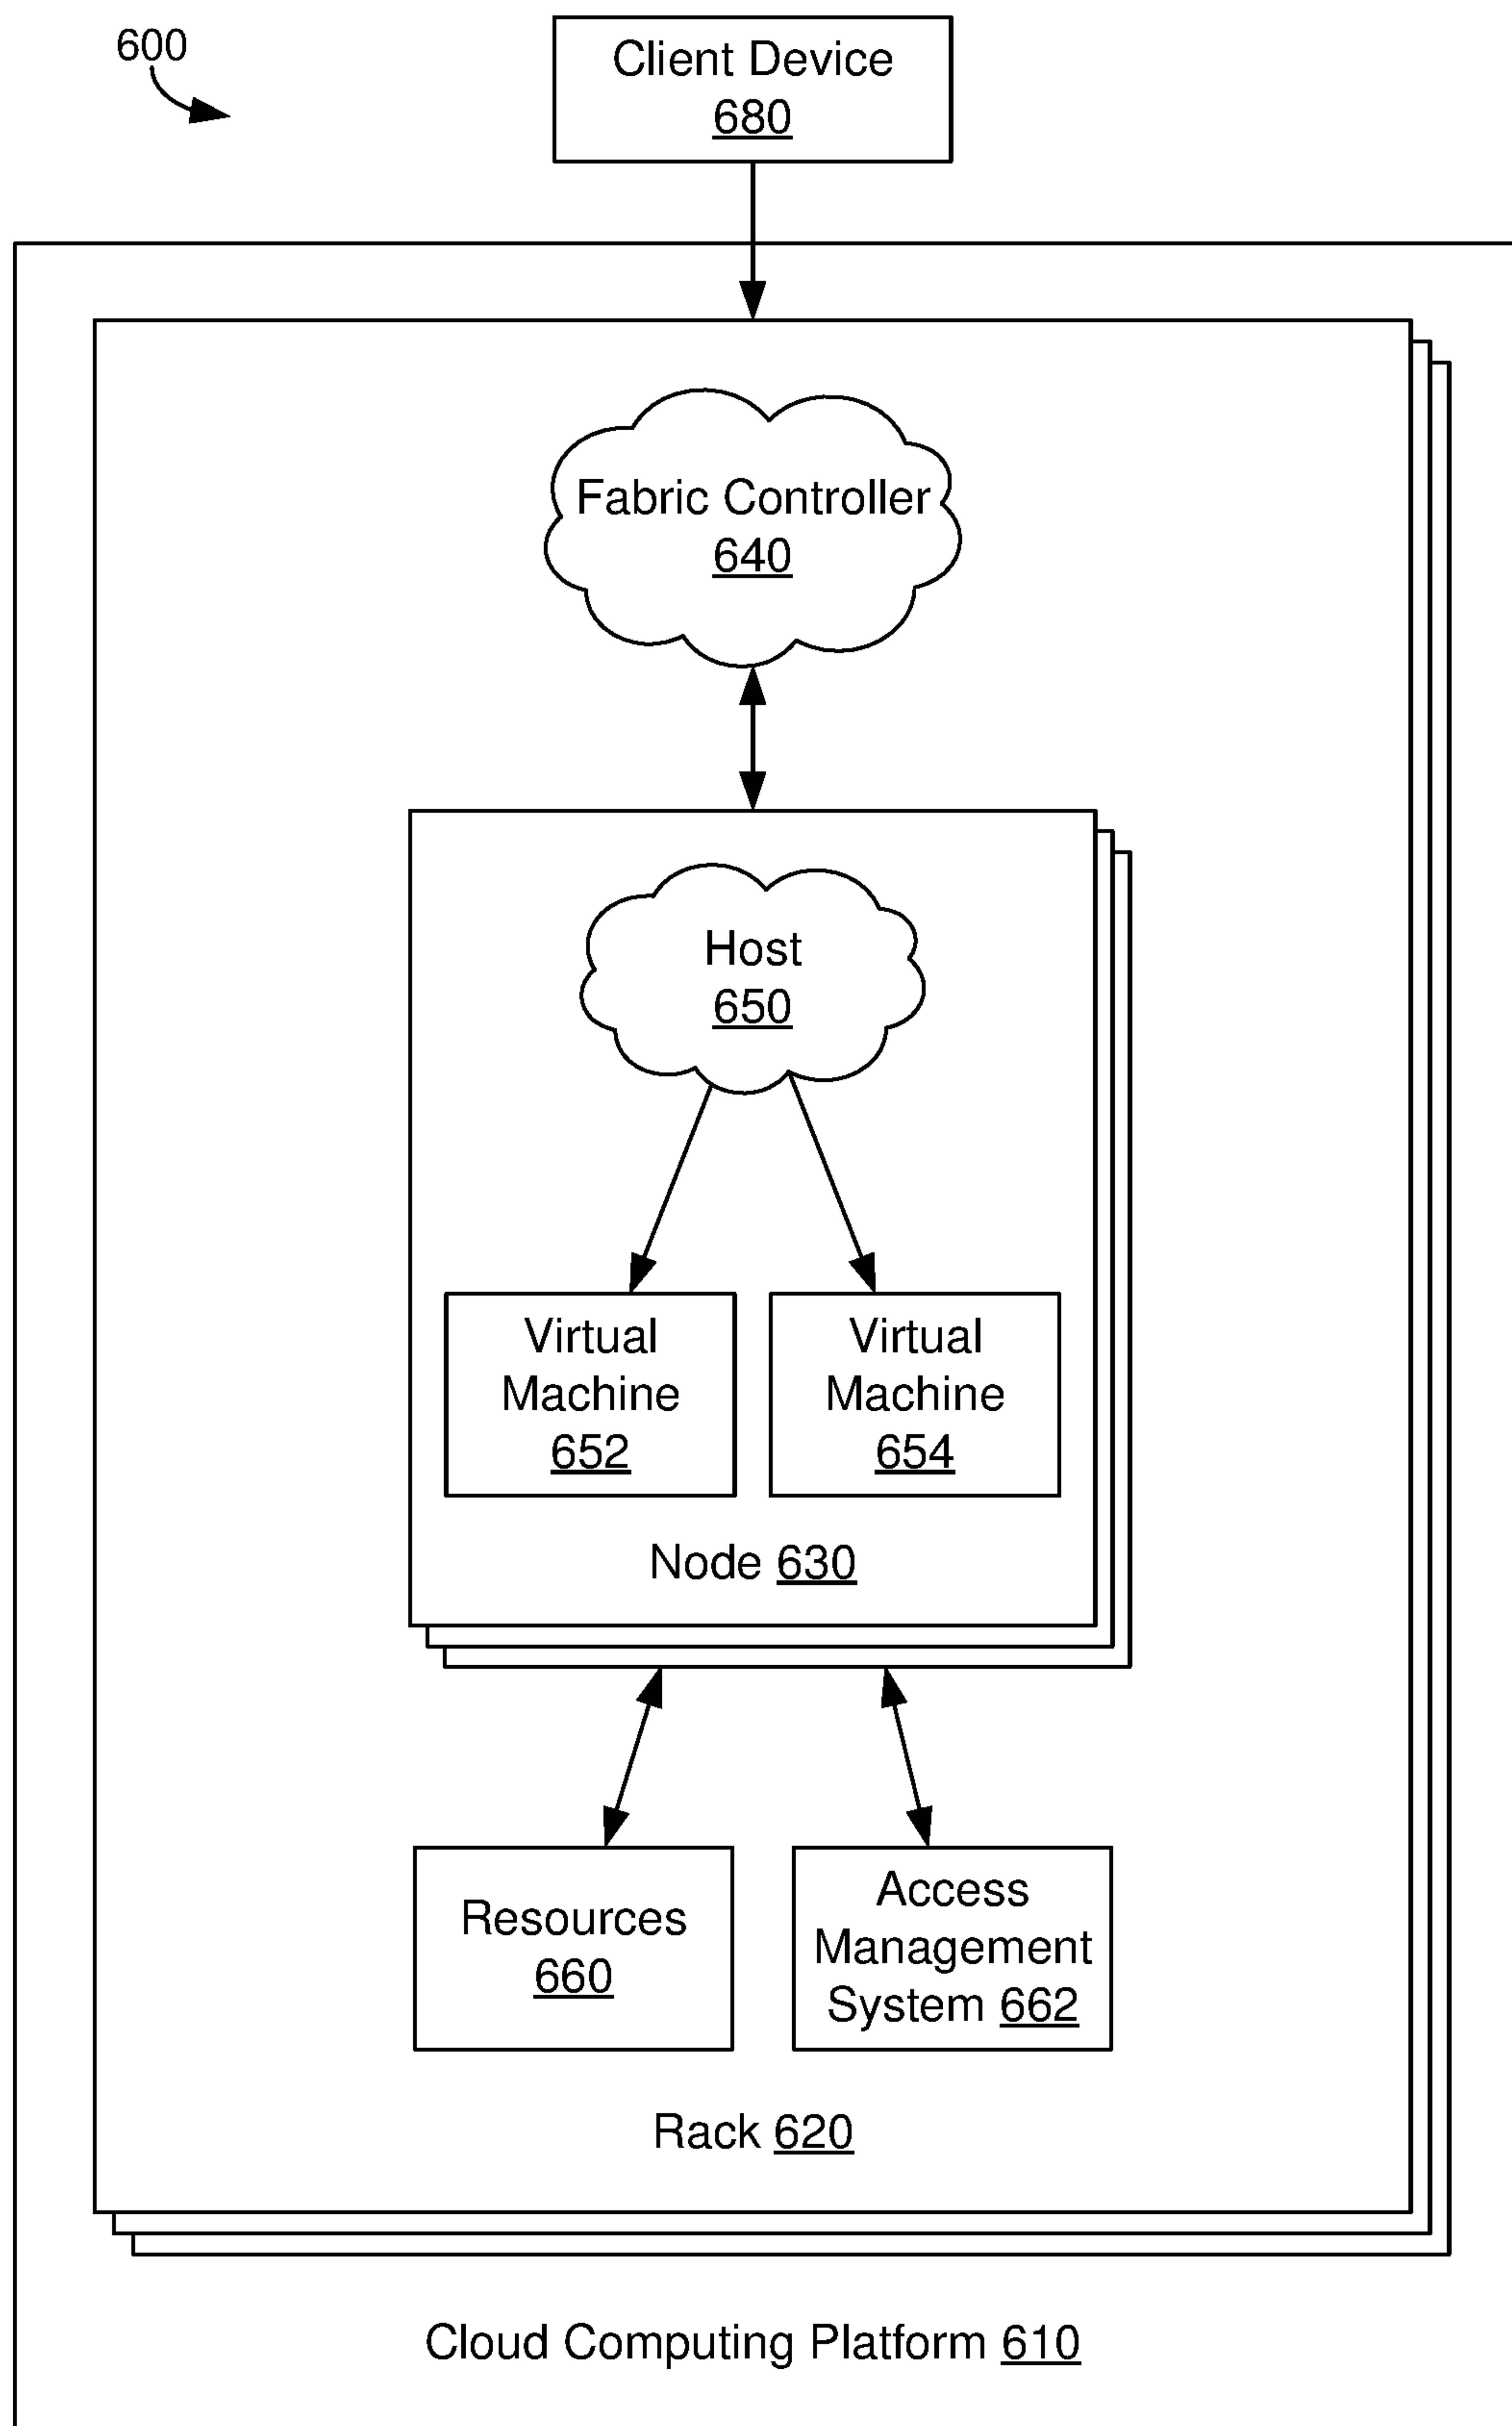 600
Client Device
680
Fabric Controller
640
Host
650
Virtual
Machine
652
Virtual
Machine
654
Node 630
Resources
660
Access
Management
System 662
Rack 620
Cloud Computing Platform 610